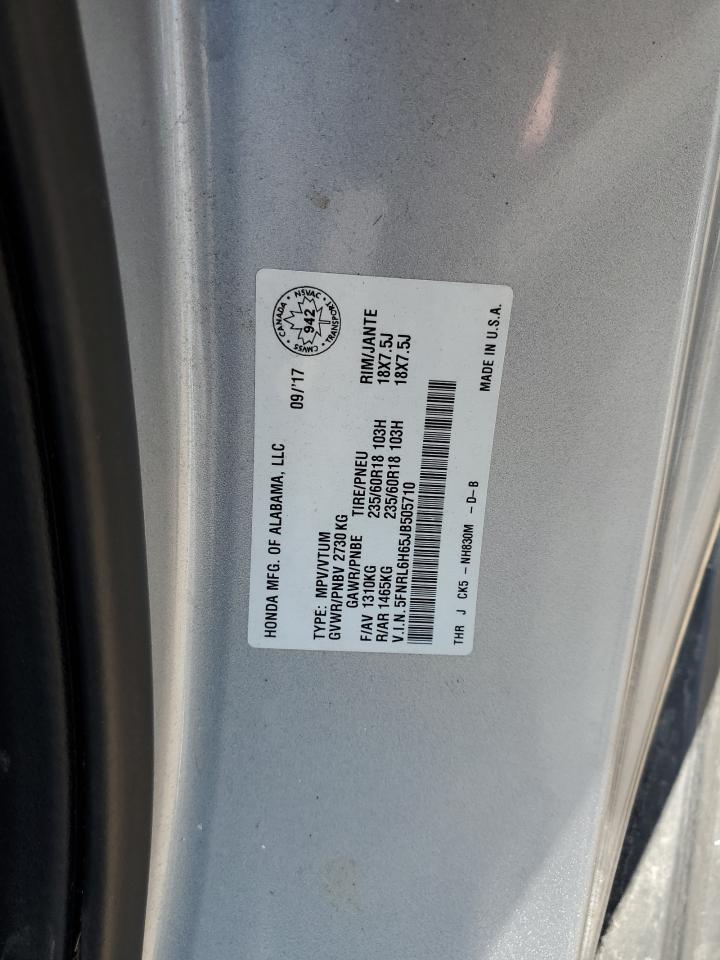 HONDA MFG. OF ALABAMA, LLC 09/'17
CANADA NSVAC TRANSPORT CMVSS
942
TYPE: MPV/VTUM
GVWR/PNBV 2730 KG
GAWR/PNBE TIRE/PNEU RIM/JANTE
F/AV 1310KG 235/60R18 103H 18X7.5J
R/AR 1465KG 235/60R18 103H 18X7.5J
V.I.N. 5FNRL6H65JB505710
THR J CK5 - NH830M - D-B MADE IN U.S.A.